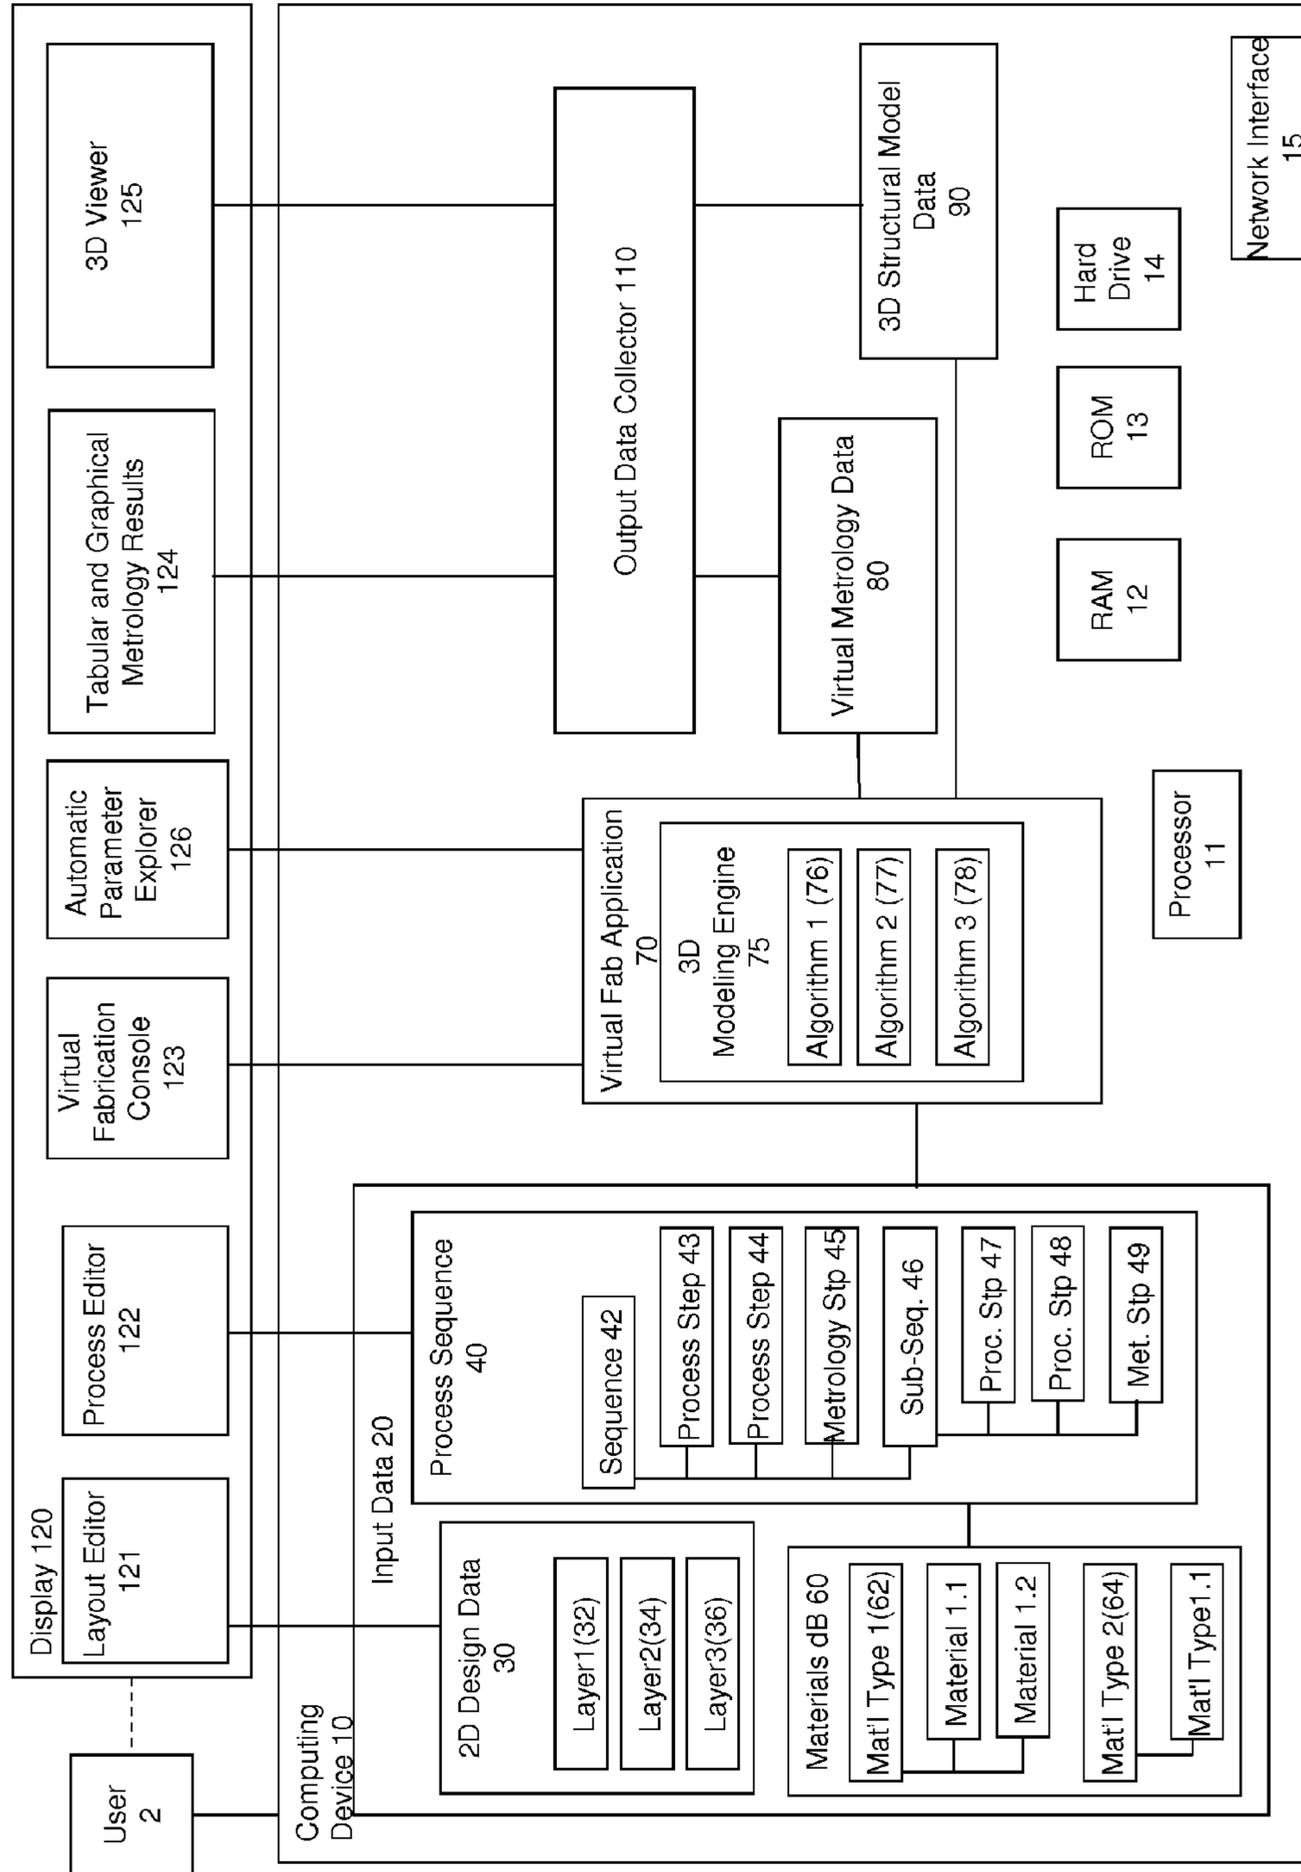 User
2
Display 120
Layout Editor
121
Process Editor
122
Virtual
Fabrication
Console
123
Automatic
Parameter
Explorer
126
Tabular and Graphical
Metrology Results
124
3D Viewer
125
Computing
Device 10
Input Data 20
2D Design Data
30
Layer1(32)
Layer2(34)
Layer3(36)
Materials dB 60
Mat'l Type 1(62)
Material 1.1
Material 1.2
Mat'l Type 2(64)
Mat'l Type1.1
Process Sequence
40
Sequence 42
Process Step 43
Process Step 44
Metrology Stp 45
Sub-Seq. 46
Proc. Stp 47
Proc. Stp 48
Met. Stp 49
Virtual Fab Application
70
3D
Modeling Engine
75
Algorithm 1 (76)
Algorithm 2 (77)
Algorithm 3 (78)
Output Data Collector 110
Virtual Metrology Data
80
3D Structural Model
Data
90
Processor
11
RAM
12
ROM
13
Hard
Drive
14
Network Interface
15